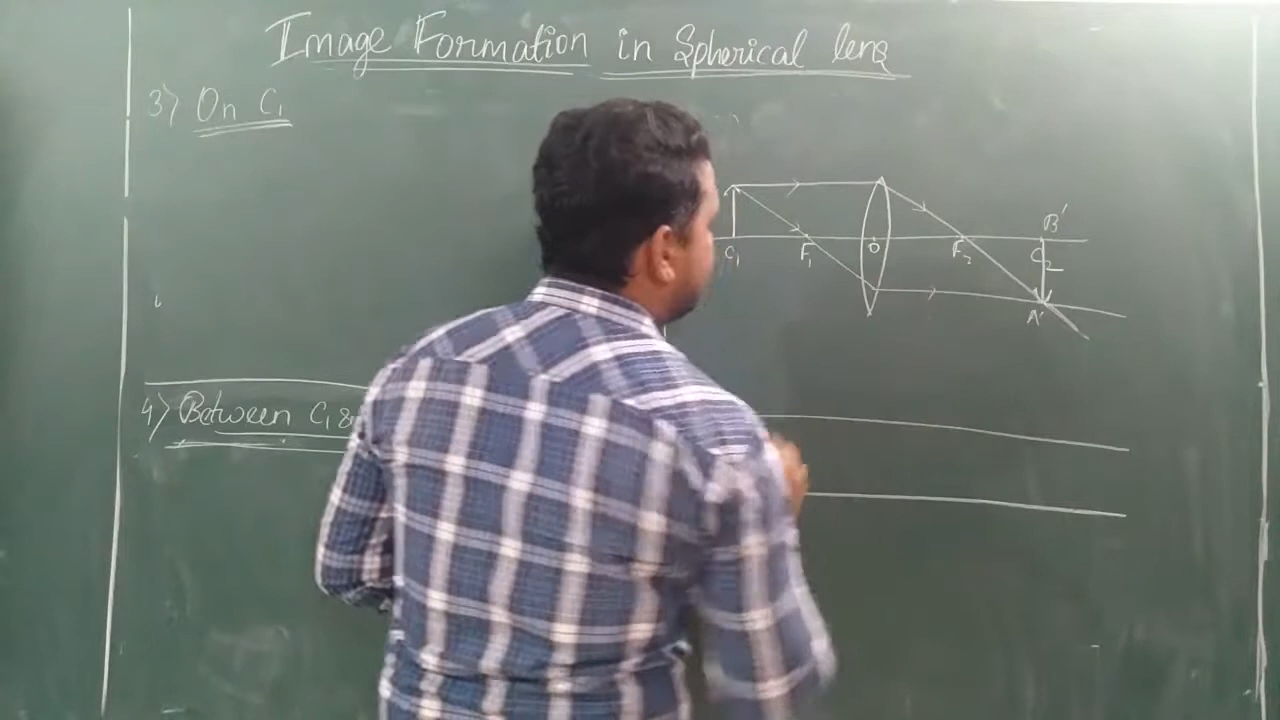 Image Formation in Spherical lens
3) On C₁
B'
C₁ F₁ O F₂ C₂
A'
4) Between C₁ &